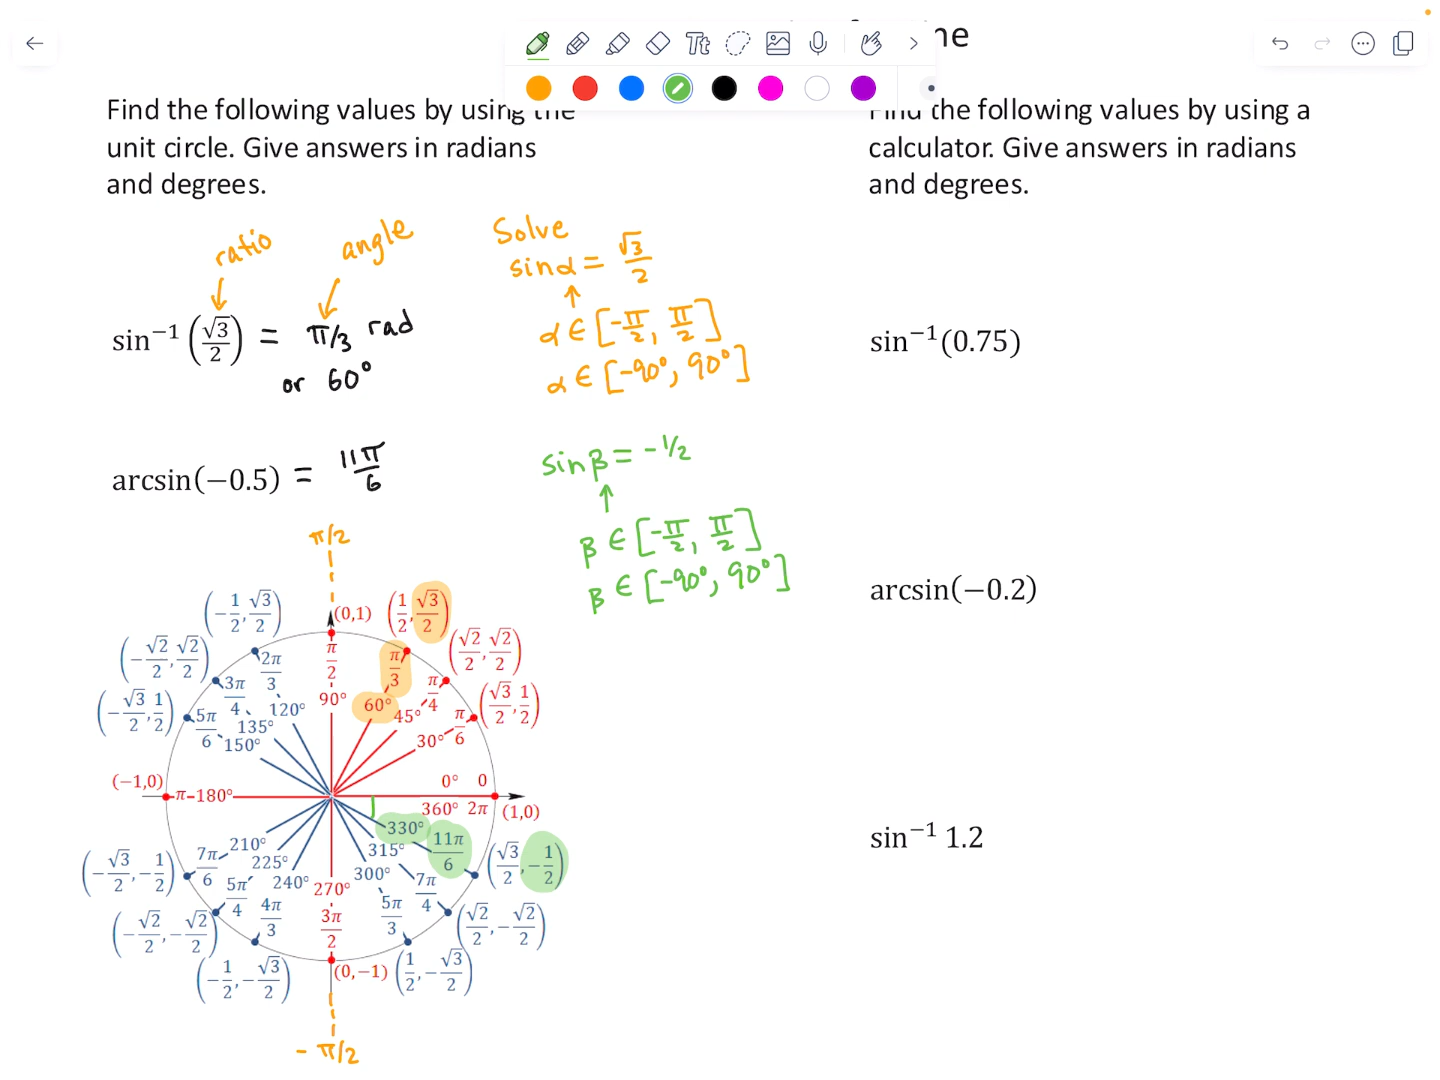 ne
Tt
Find the following values by using the
unit circle. Give answers in radians
and degrees.
ratio
angle
sin⁻¹(√3/2) = π/3 rad
or 60°
Solve
sinα = √3/2
↑
α ∈ [-π/2, π/2]
α ∈ [-90°, 90°]
arcsin(−0.5) = 11π/6
sinβ = -1/2
↑
β ∈ [-π/2, π/2]
β ∈ [-90°, 90°]
π/2
(−1/2, √3/2)
(0,1)
(1/2, √3/2)
(−√2/2, √2/2)
2π/3
π/2
π/3
(√2/2, √2/2)
(−√3/2, 1/2)
3π/4
120°
90°
60°
45°
π/4
(√3/2, 1/2)
5π/6
135°
150°
30°
π/6
(−1,0)
π
180°
0°
0
360°
2π
(1,0)
210°
330°
11π/6
(−√3/2, −1/2)
7π/6
225°
315°
(√3/2, −1/2)
5π/4
240°
270°
300°
7π/4
(−√2/2, −√2/2)
4π/3
3π/2
5π/3
(√2/2, −√2/2)
(−1/2, −√3/2)
(0,−1)
(1/2, −√3/2)
- π/2
Find the following values by using a
calculator. Give answers in radians
and degrees.
sin⁻¹(0.75)
arcsin(−0.2)
sin⁻¹ 1.2